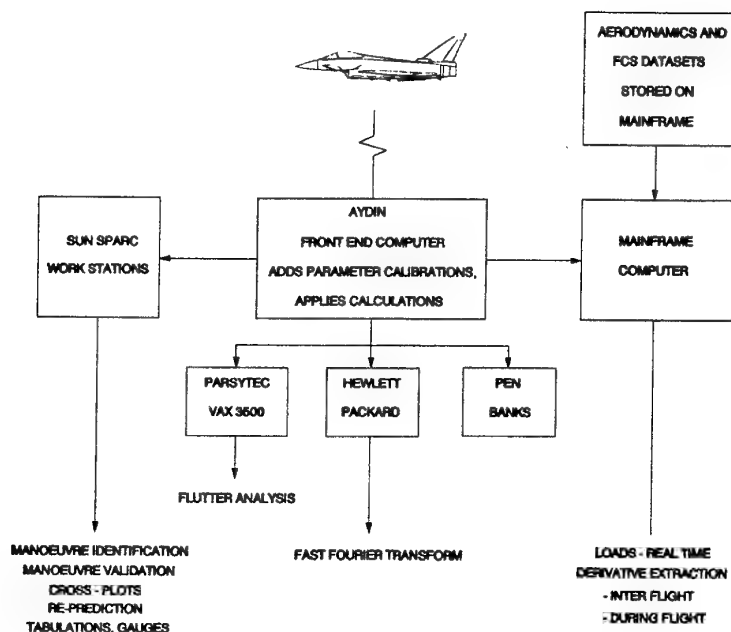 AERODYNAMICS AND
FCS DATASETS
STORED ON
MAINFRAME
SUN SPARC
WORK STATIONS
AYDIN
FRONT END COMPUTER
ADDS PARAMETER CALIBRATIONS,
APPLIES CALCULATIONS
MAINFRAME
COMPUTER
PARSYTEC
VAX 3500
HEWLETT
PACKARD
PEN
BANKS
FLUTTER ANALYSIS
MANOEUVRE IDENTIFICATION
MANOEUVRE VALIDATION
CROSS - PLOTS
RE-PREDICTION
TABULATIONS, GAUGES
FAST FOURIER TRANSFORM
LOADS - REAL TIME
DERIVATIVE EXTRACTION
- INTER FLIGHT
- DURING FLIGHT